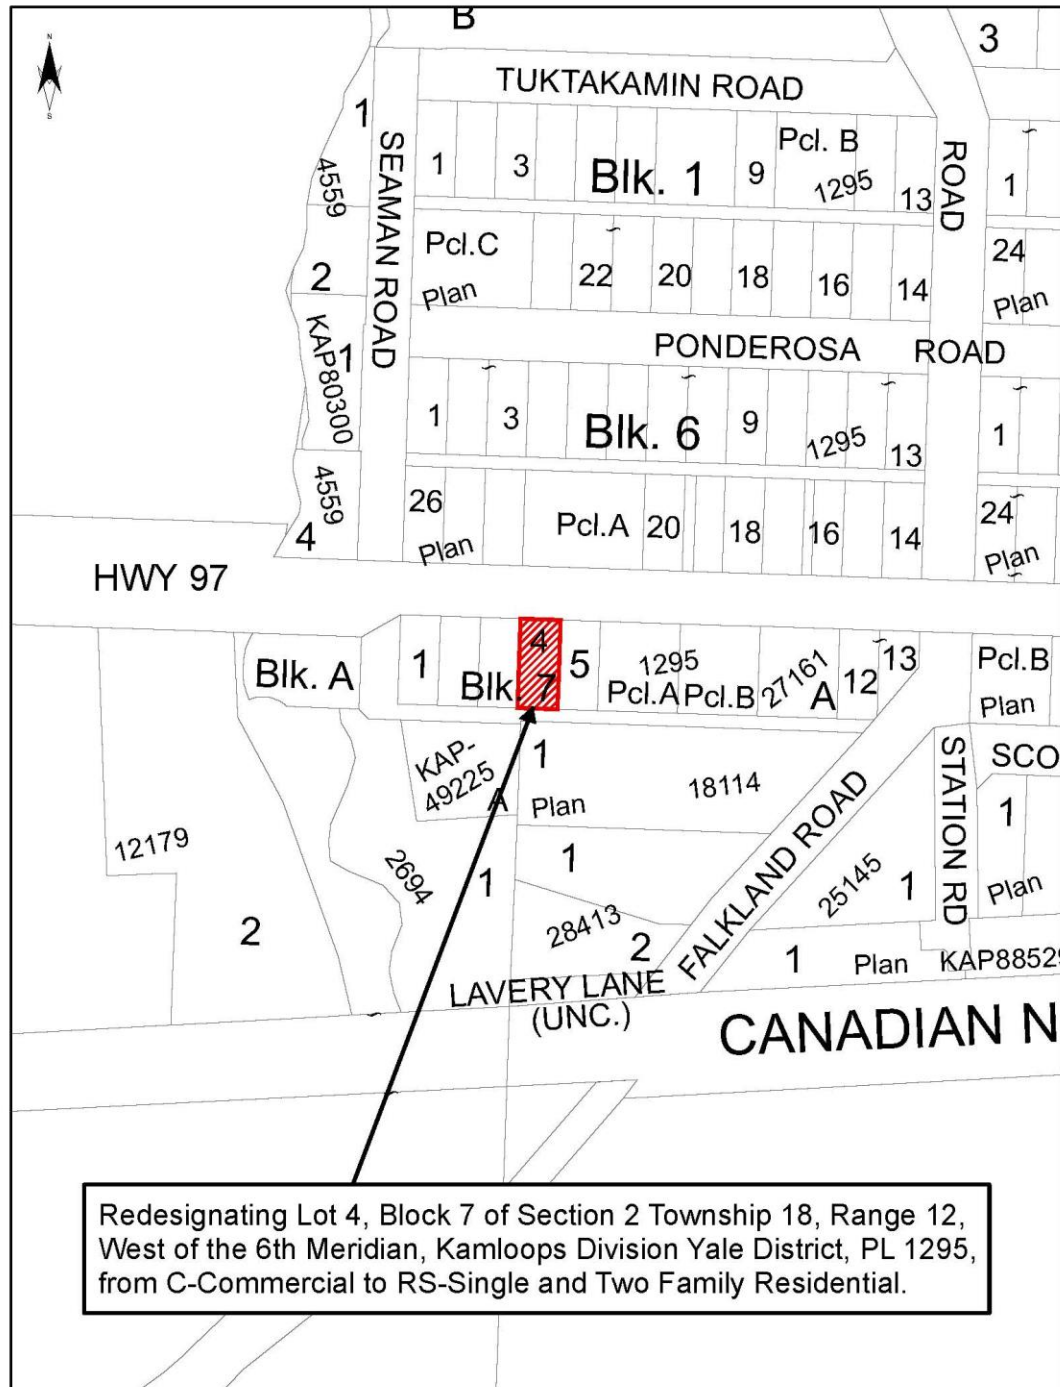 B
3
N
S
TUKTAKAMIN ROAD
1
4559
SEAMAN ROAD
1
3
Blk. 1
9
Pcl. B
1295
13
ROAD
1
Pcl.C
Plan
22
20
18
16
14
24
Plan
2
KAP80300
1
PONDEROSA ROAD
1
3
Blk. 6
9
1295
13
1
4559
4
26
Plan
Pcl.A
20
18
16
14
24
Plan
HWY 97
Blk. A
1
Blk. 7
4
5
1295
Pcl.A
Pcl.B
27161
A
12
13
Pcl.B
Plan
KAP-
49225
A
1
Plan
18114
FALKLAND ROAD
STATION RD
SCO
1
Plan
12179
2
2694
1
1
28413
2
25145
1
LAVERY LANE
(UNC.)
1
Plan
KAP88529
CANADIAN N
Redesignating Lot 4, Block 7 of Section 2 Township 18, Range 12,
West of the 6th Meridian, Kamloops Division Yale District, PL 1295,
from C-Commercial to RS-Single and Two Family Residential.